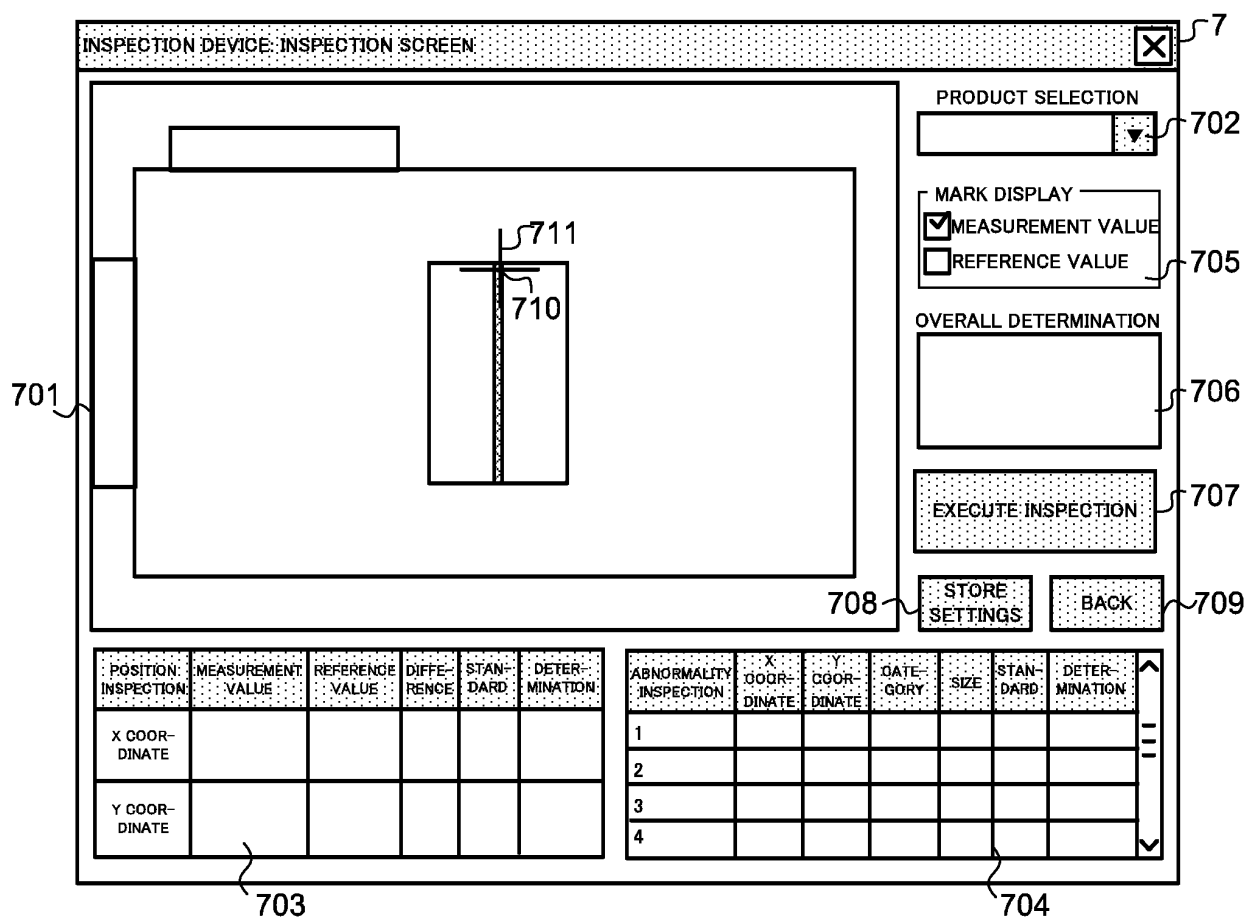 7
INSPECTION DEVICE: INSPECTION SCREEN
PRODUCT SELECTION
702
MARK DISPLAY
MEASUREMENT VALUE
REFERENCE VALUE
705
711
710
701
OVERALL DETERMINATION
706
EXECUTE INSPECTION
707
708
STORE
SETTINGS
BACK
709
POSITION
INSPECTION
MEASUREMENT
VALUE
REFERENCE
VALUE
DIFFE-
RENCE
STAN-
DARD
DETER-
MINATION
X COOR-
DINATE
Y COOR-
DINATE
703
ABNORMALITY
INSPECTION
X
COOR-
DINATE
Y
COOR-
DINATE
CATE-
GORY
SIZE
STAN-
DARD
DETER-
MINATION
1
2
3
4
704